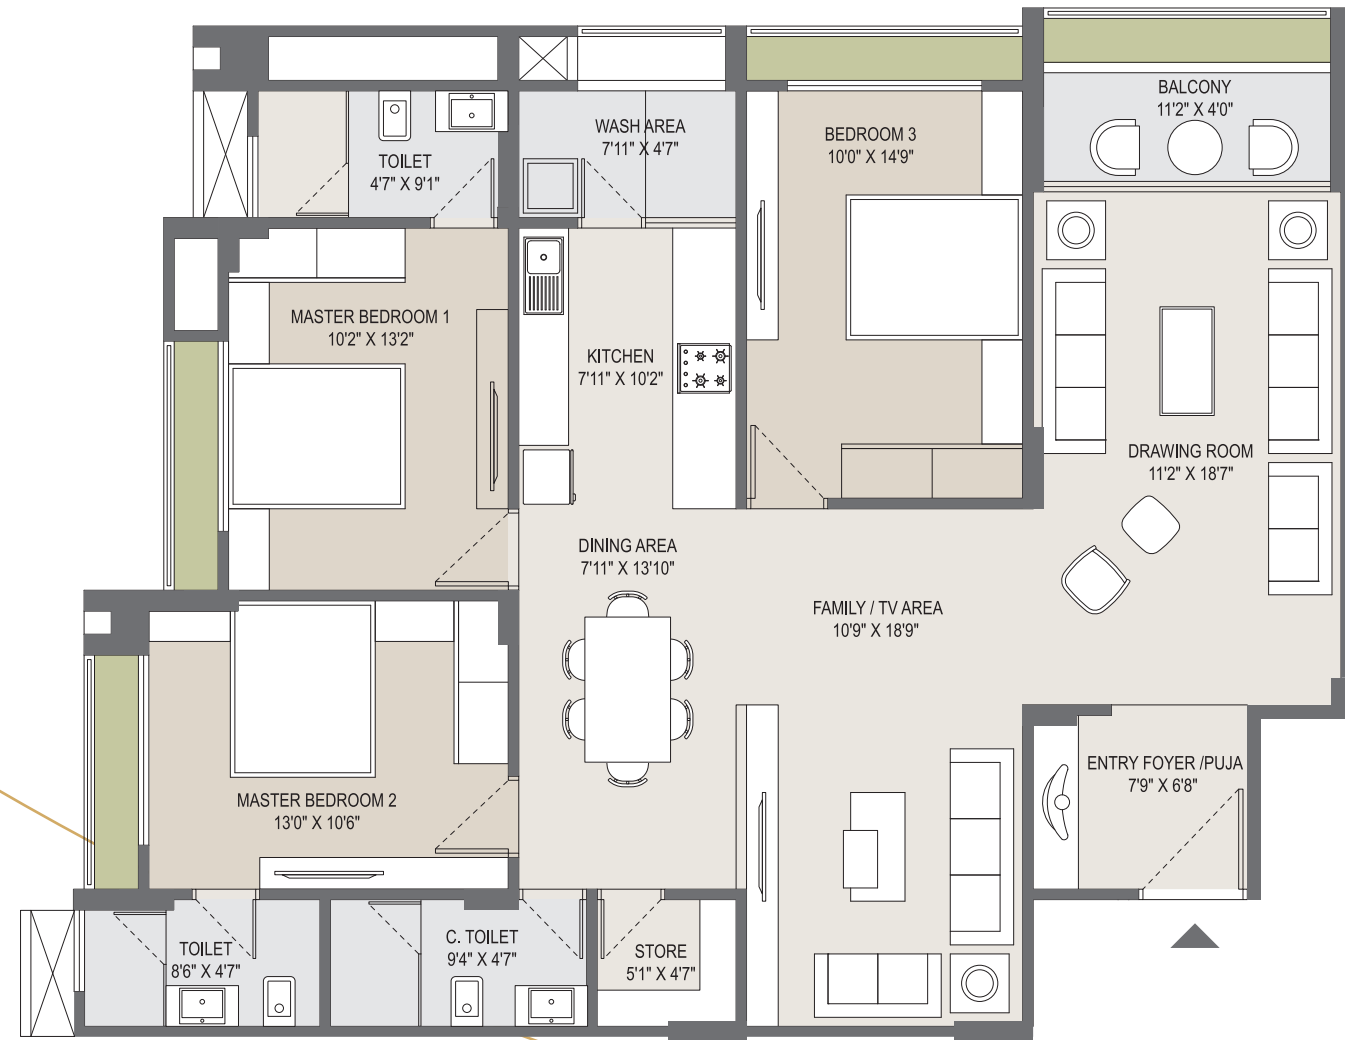 BALCONY
11'2" X 4'0"
WASH AREA
7'11" X 4'7"
BEDROOM 3
10'0" X 14'9"
TOILET
4'7" X 9'1"
MASTER BEDROOM 1
10'2" X 13'2"
KITCHEN
7'11" X 10'2"
DRAWING ROOM
11'2" X 18'7"
DINING AREA
7'11" X 13'10"
FAMILY / TV AREA
10'9" X 18'9"
ENTRY FOYER /PUJA
7'9" X 6'8"
MASTER BEDROOM 2
13'0" X 10'6"
TOILET
8'6" X 4'7"
C. TOILET
9'4" X 4'7"
STORE
5'1" X 4'7"